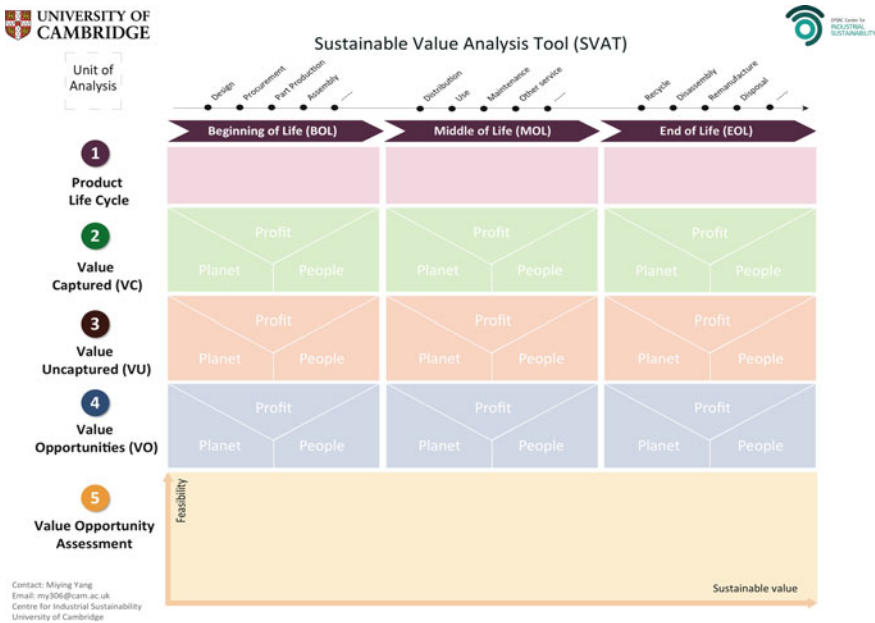 UNIVERSITY OF
CAMBRIDGE
EPSRC Center for
INDUSTRIAL
SUSTAINABILITY
Sustainable Value Analysis Tool (SVAT)
Unit of
Analysis
Design
Procurement
Part Production
Assembly
......
Distribution
Use
Maintenance
Other service
......
Recycle
Disassembly
Remanufacture
Disposal
......
Beginning of Life (BOL)
Middle of Life (MOL)
End of Life (EOL)
1
Product
Life Cycle
2
Value
Captured (VC)
Profit
Planet
People
Profit
Planet
People
Profit
Planet
People
3
Value
Uncaptured (VU)
Profit
Planet
People
Profit
Planet
People
Profit
Planet
People
4
Value
Opportunities (VO)
Profit
Planet
People
Profit
Planet
People
Profit
Planet
People
5
Value Opportunity
Assessment
Feasibility
Sustainable value
Contact: Miying Yang
Email: my306@cam.ac.uk
Centre for Industrial Sustainability
University of Cambridge